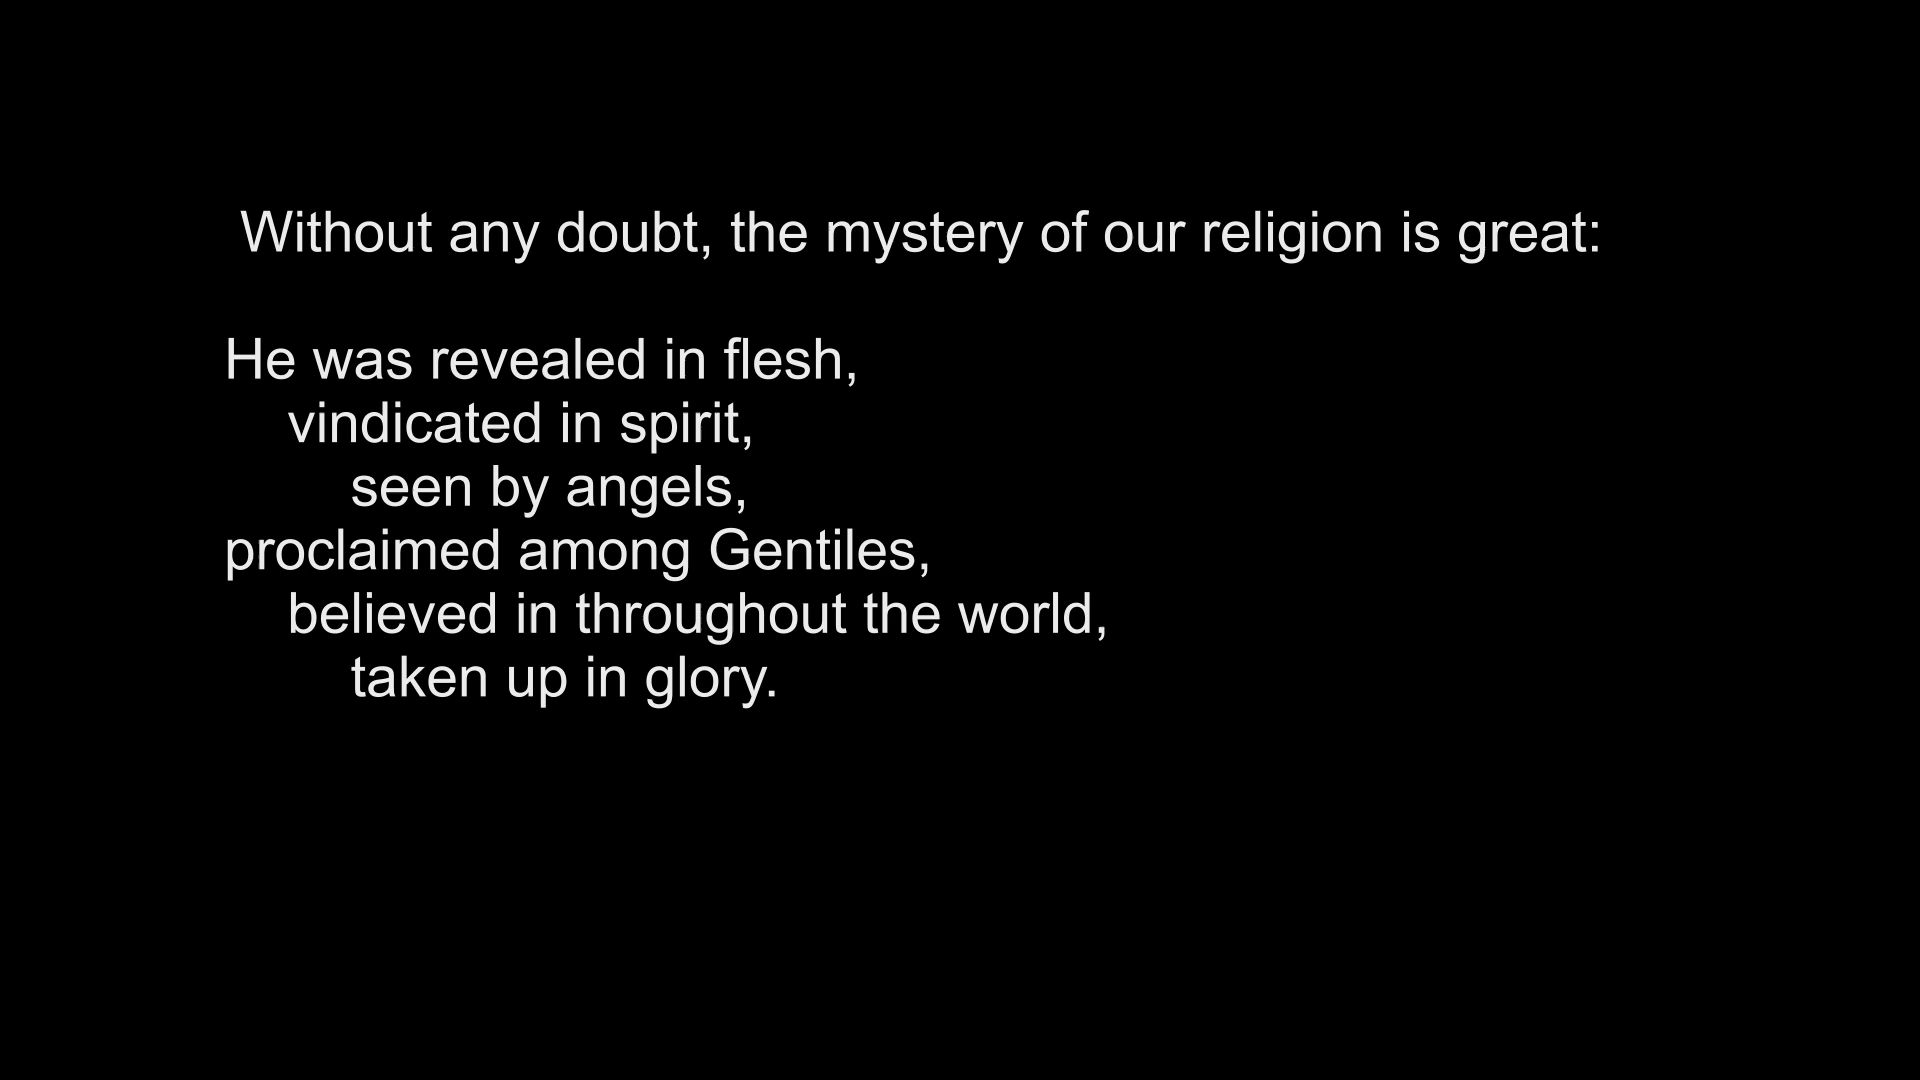 Without any doubt, the mystery of our religion is great:
He was revealed in flesh,
vindicated in spirit,
seen by angels,
proclaimed among Gentiles,
believed in throughout the world,
taken up in glory.